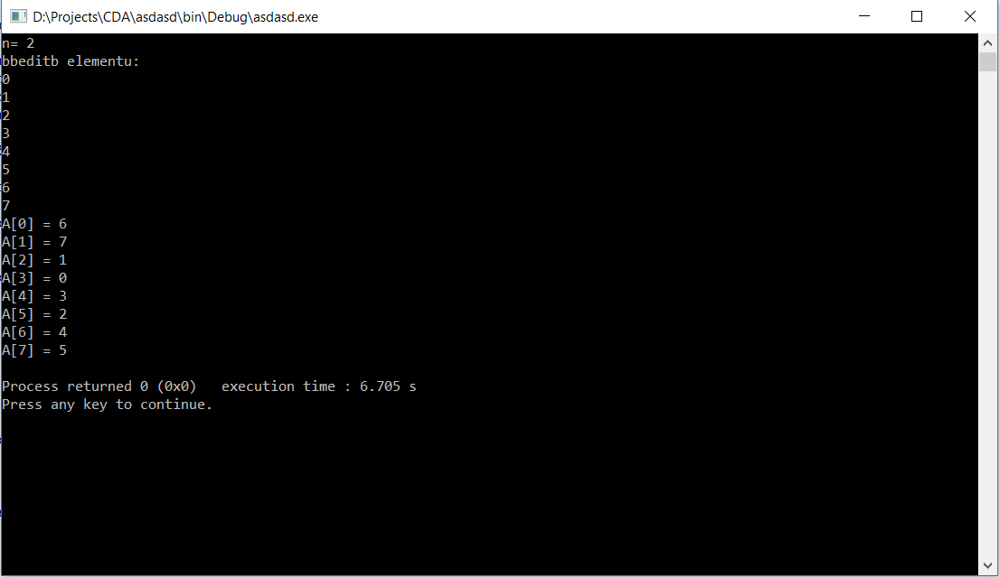 D:\Projects\CDA\asdasd\bin\Debug\asdasd.exe
n= 2
bbeditb elementu:
0
1
2
3
4
5
6
7
A[0] = 6
A[1] = 7
A[2] = 1
A[3] = 0
A[4] = 3
A[5] = 2
A[6] = 4
A[7] = 5
Process returned 0 (0x0)   execution time : 6.705 s
Press any key to continue.